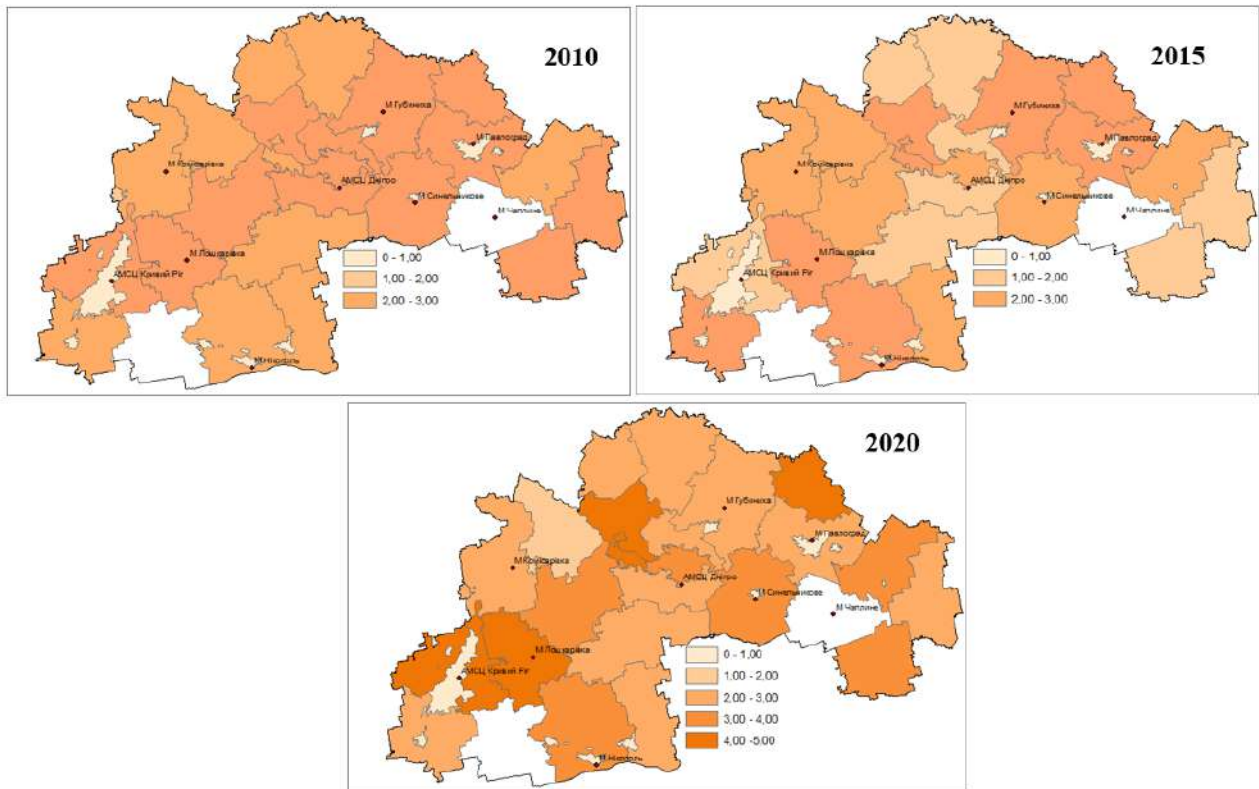 2010
М Губиниха
М Павлоград
М Комісарівка
АМСЦ Дніпро
М Синельникове
М Чаплине
М Лошкарівка
АМСЦ Кривий Ріг
М Нікополь
0 - 1,00
1,00 - 2,00
2,00 - 3,00
2015
М Губиниха
М Павлоград
М Комісарівна
АМСЦ Дніпро
М Синельникове
М Чаплине
М Лошкарівка
АМСЦ Кривий Ріг
М Нікополь
0 - 1,00
1,00 - 2,00
2,00 - 3,00
2020
М Губиниха
М Павлоград
М Комісарівка
АМСЦ Дніпро
М Синельникове
М Чаплине
М Лошкарівка
АМСЦ Кривий Ріг
М Нікополь
0 - 1,00
1,00 - 2,00
2,00 - 3,00
3,00 - 4,00
4,00 -5,00